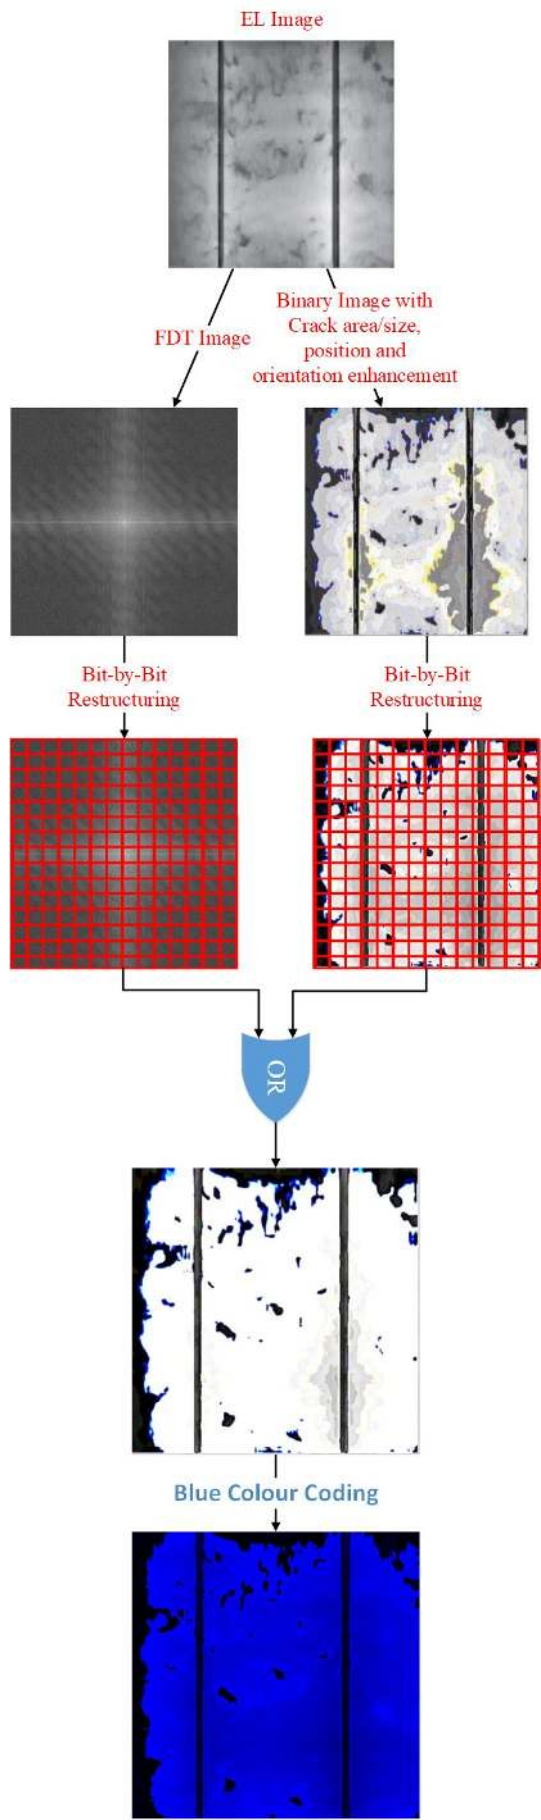 EL Image
FDT Image
Binary Image with
Crack area/size,
position and
orientation enhancement
Bit-by-Bit
Restructuring
Bit-by-Bit
Restructuring
OR
Blue Colour Coding